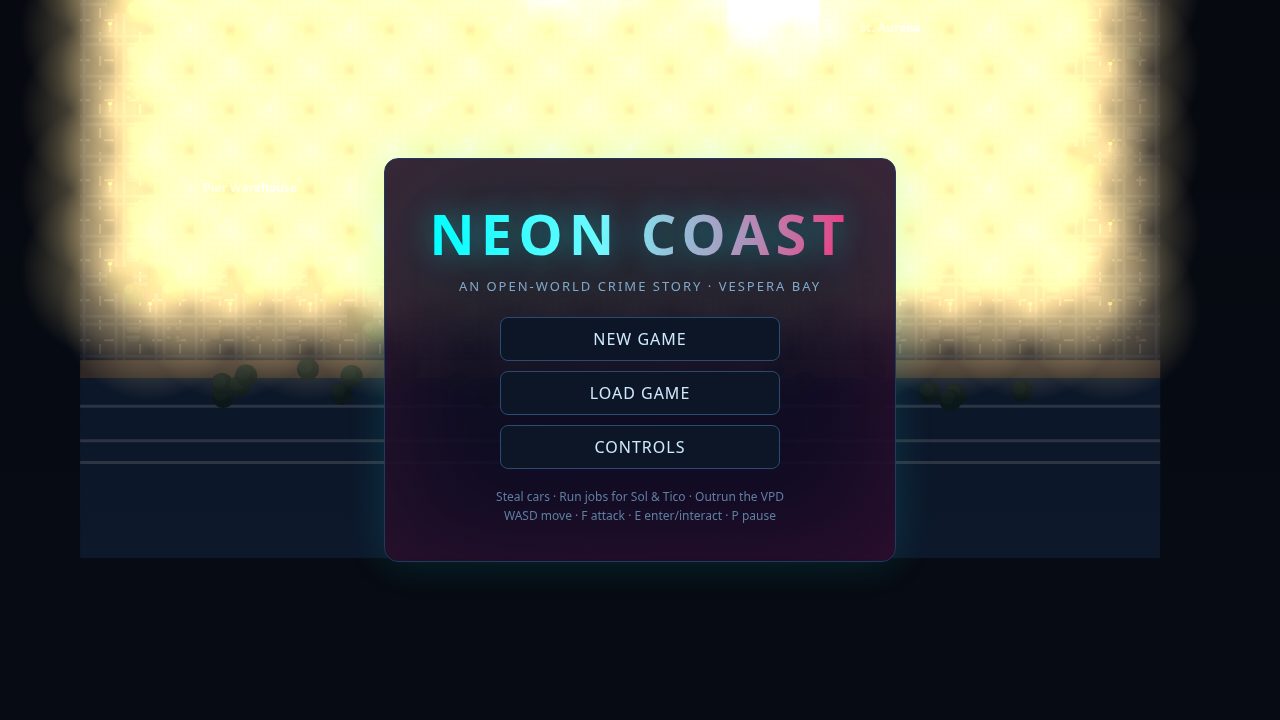 NEON COAST
AN OPEN-WORLD CRIME STORY · VESPERA BAY
NEW GAME
LOAD GAME
CONTROLS
Steal cars · Run jobs for Sol & Tico · Outrun the VPD
WASD move · F attack · E enter/interact · P pause